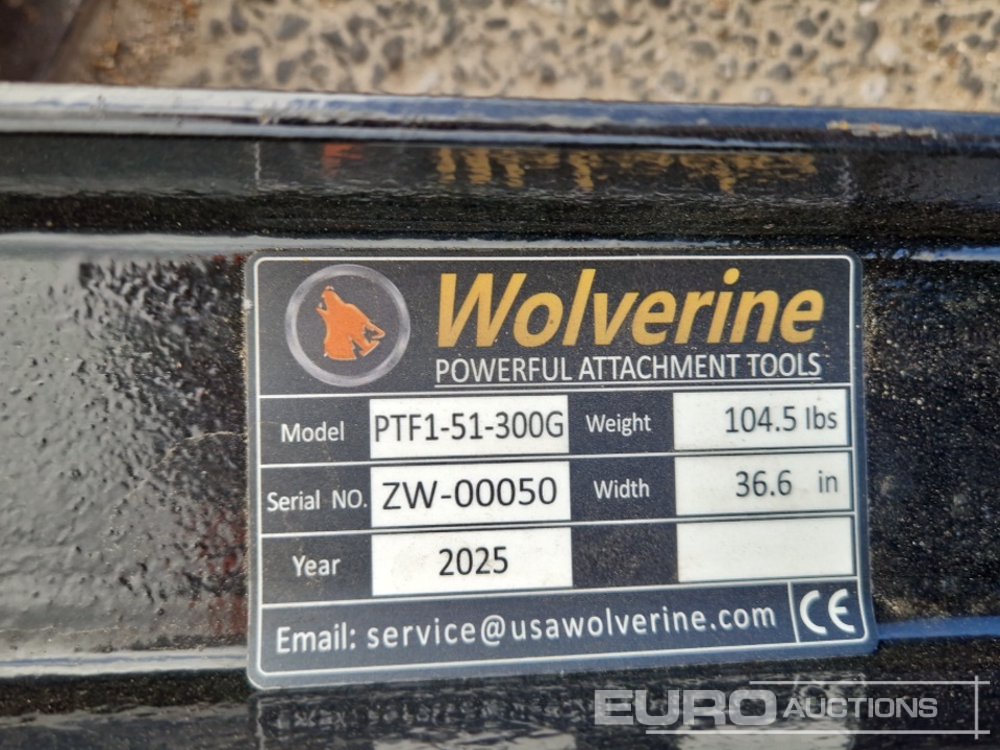 Wolverine
POWERFUL ATTACHMENT TOOLS
Model PTF1-51-300G Weight 104.5 lbs
Serial NO. ZW-00050 Width 36.6 in
Year 2025
Email: service@usawolverine.com CE
EURO AUCTIONS